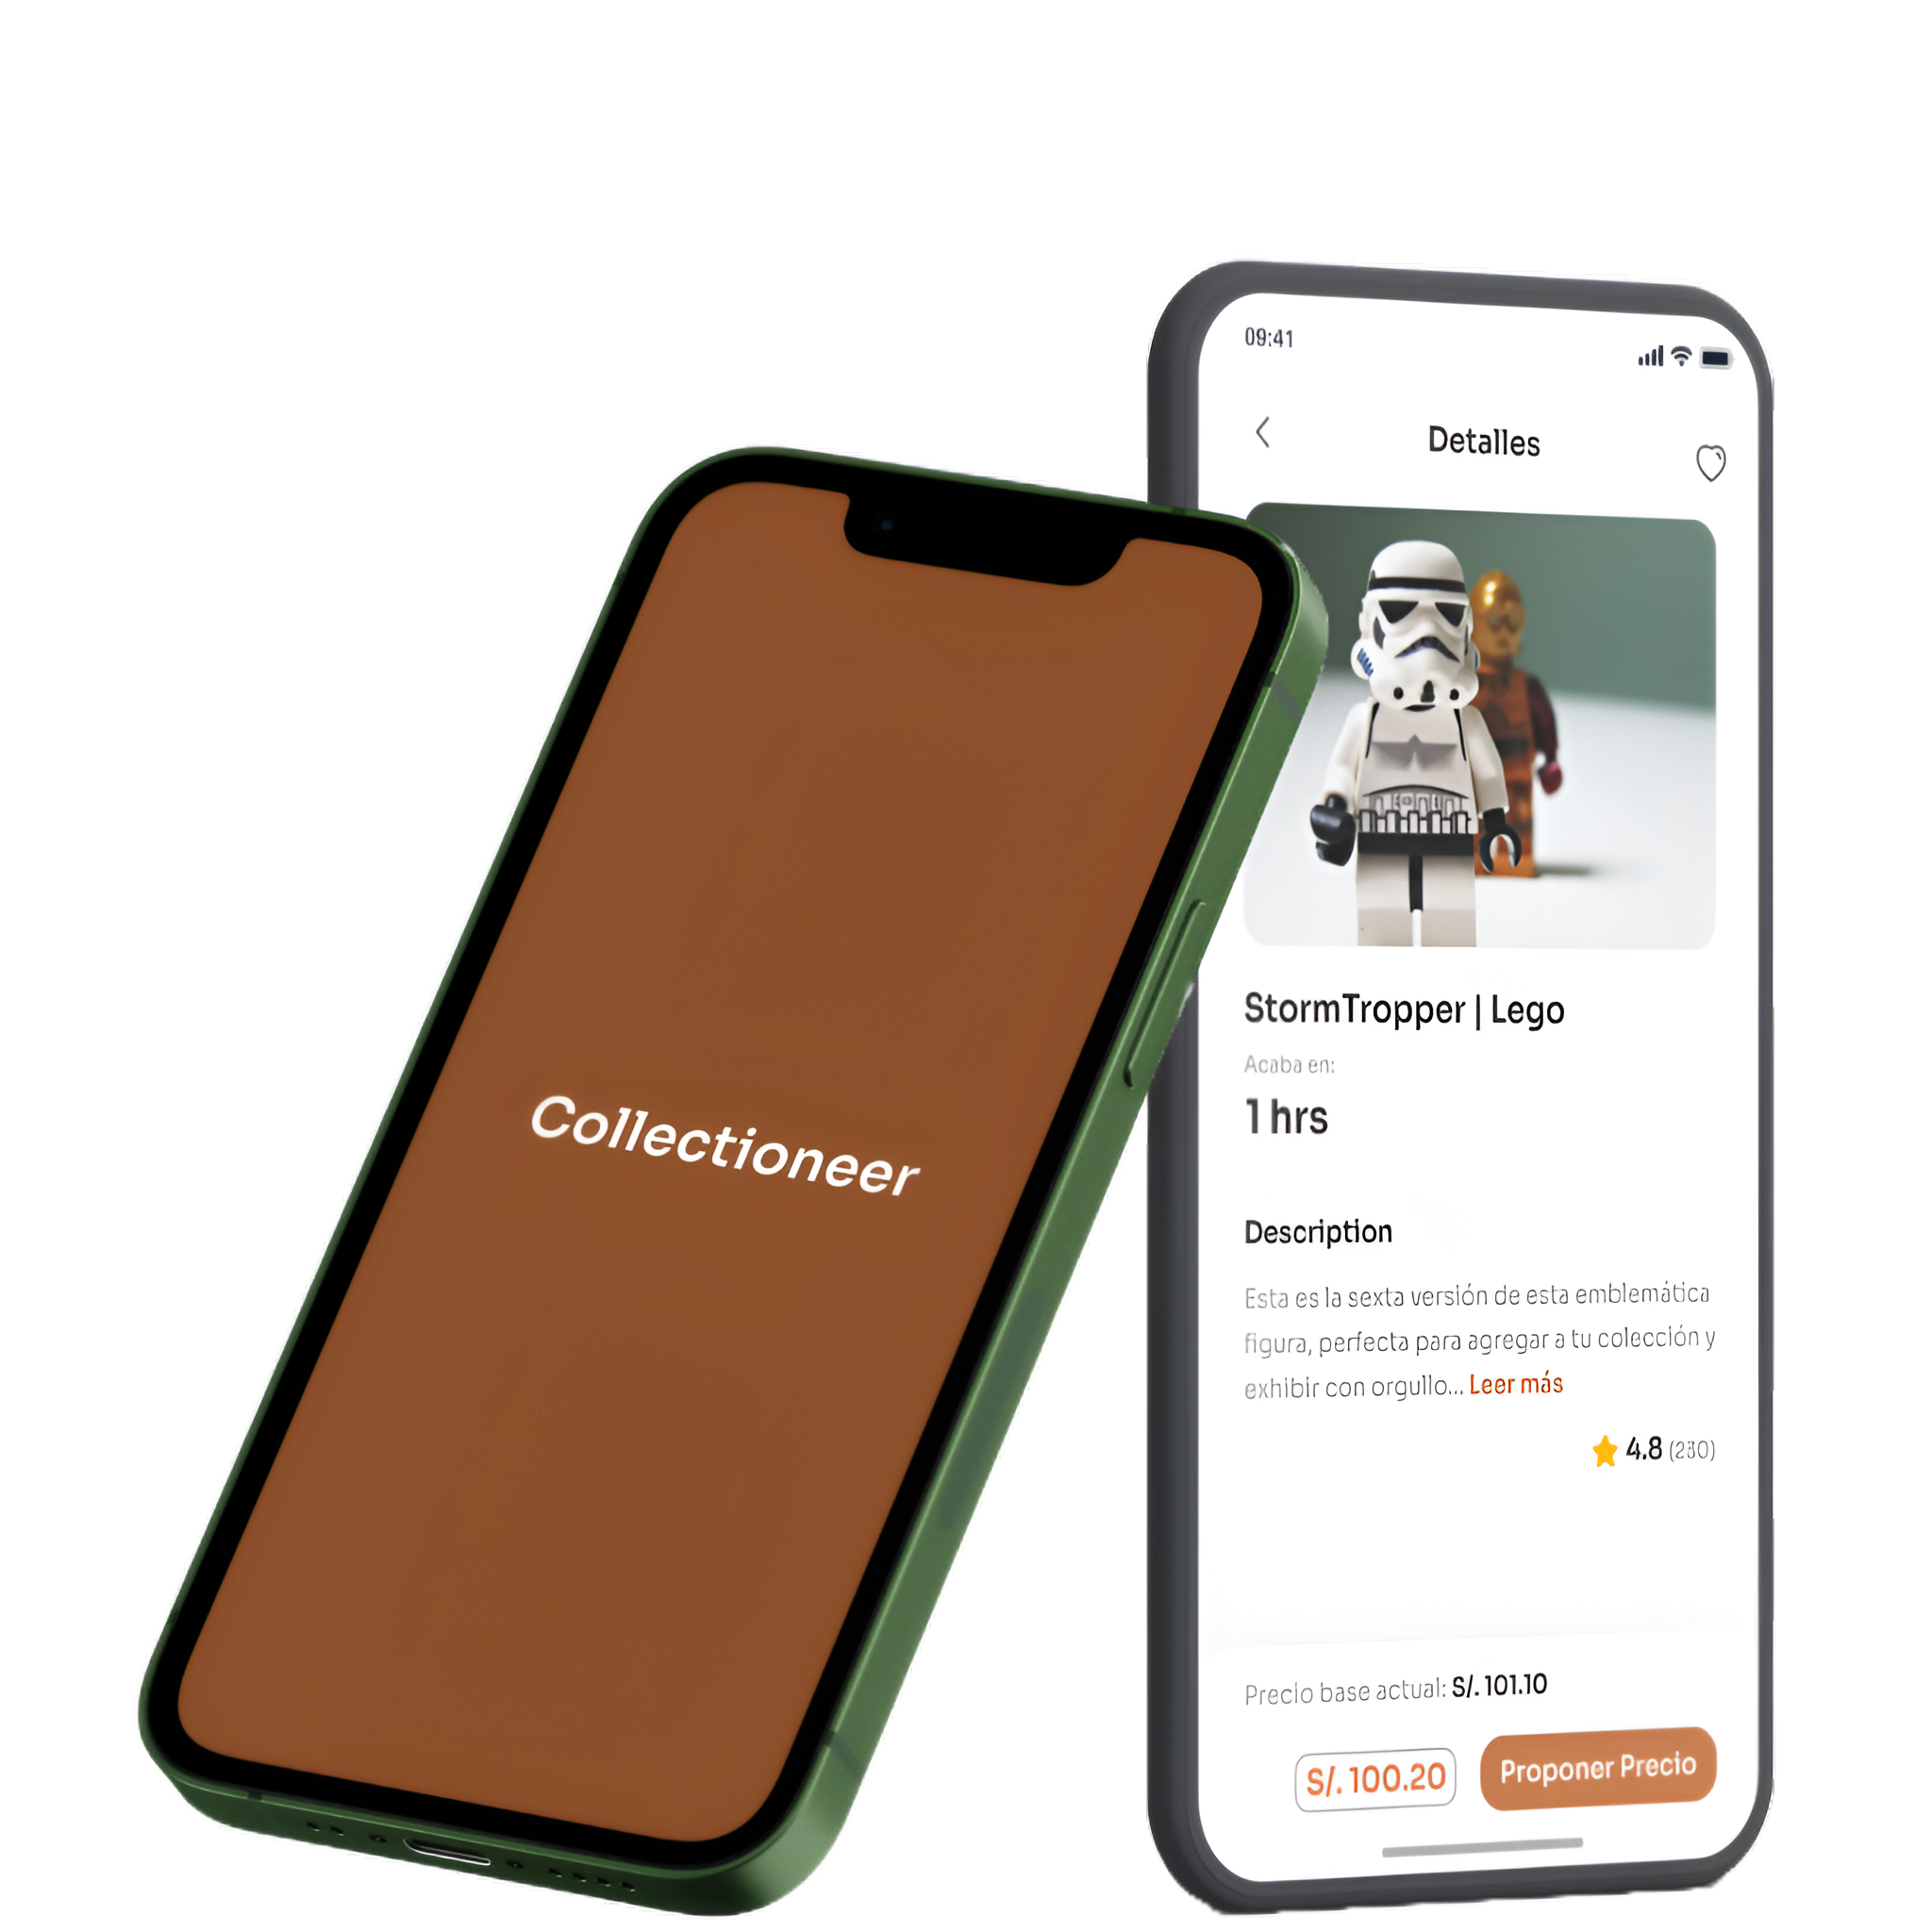 Collectioneer
09:41
Detalles
StormTropper | Lego
Acaba en:
1 hrs
Description
Esta es la sexta versión de esta emblemática
figura, perfecta para agregar a tu colección y
exhibir con orgullo... Leer más
4.8 (230)
Precio base actual: S/. 101.10
S/. 100.20
Proponer Precio